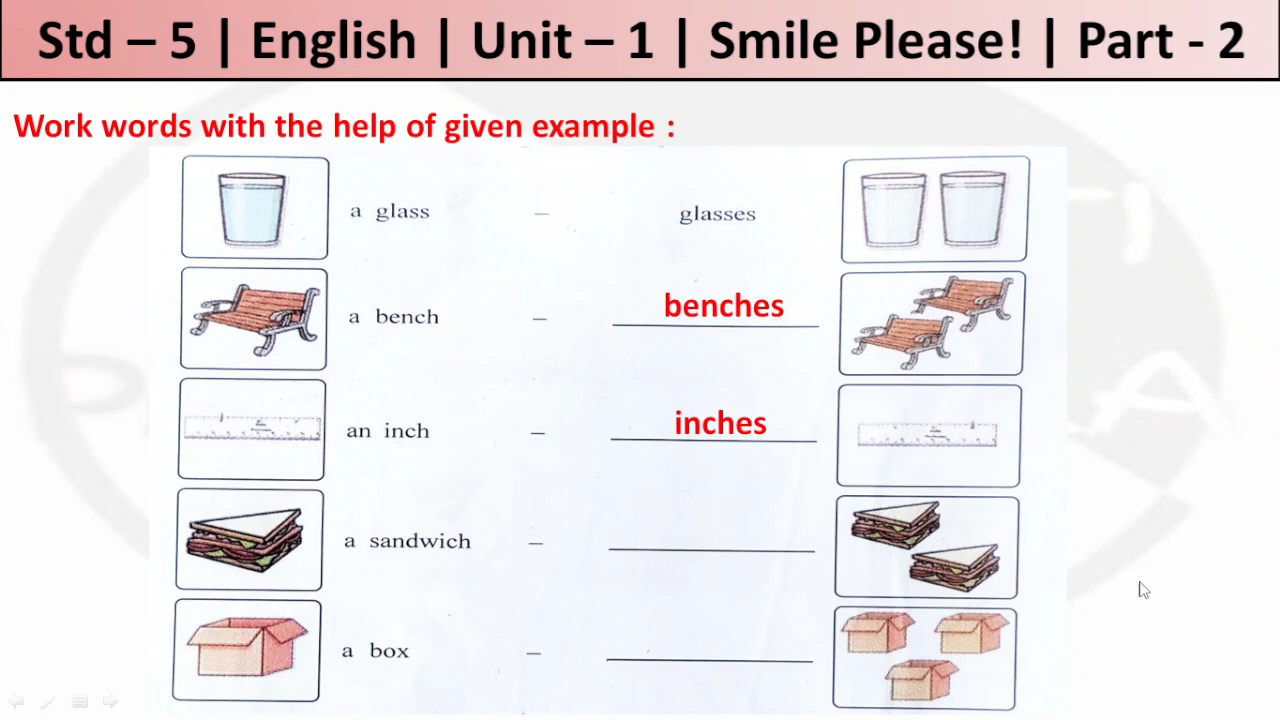 Std – 5 | English | Unit – 1 | Smile Please! | Part - 2
Work words with the help of given example :
a glass – glasses
a bench – benches
an inch – inches
a sandwich –
a box –